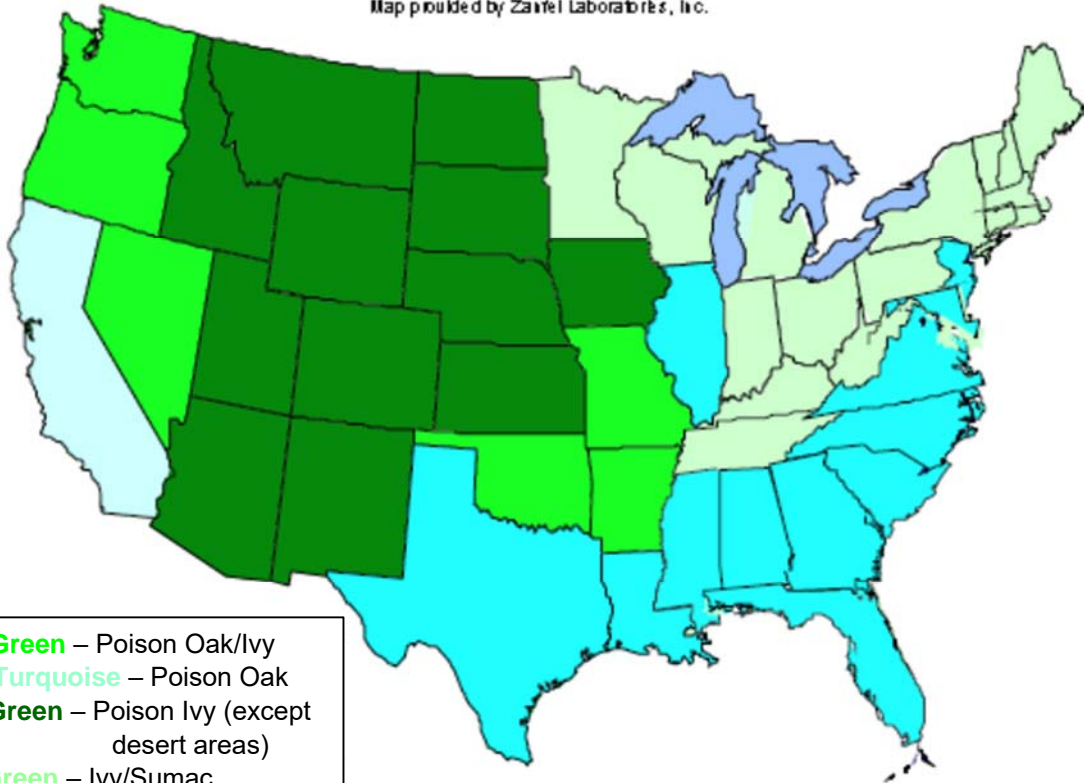 Map provided by Zanfel Laboratories, Inc.
Green – Poison Oak/Ivy
Turquoise – Poison Oak
Green – Poison Ivy (except
desert areas)
Green – Ivy/Sumac